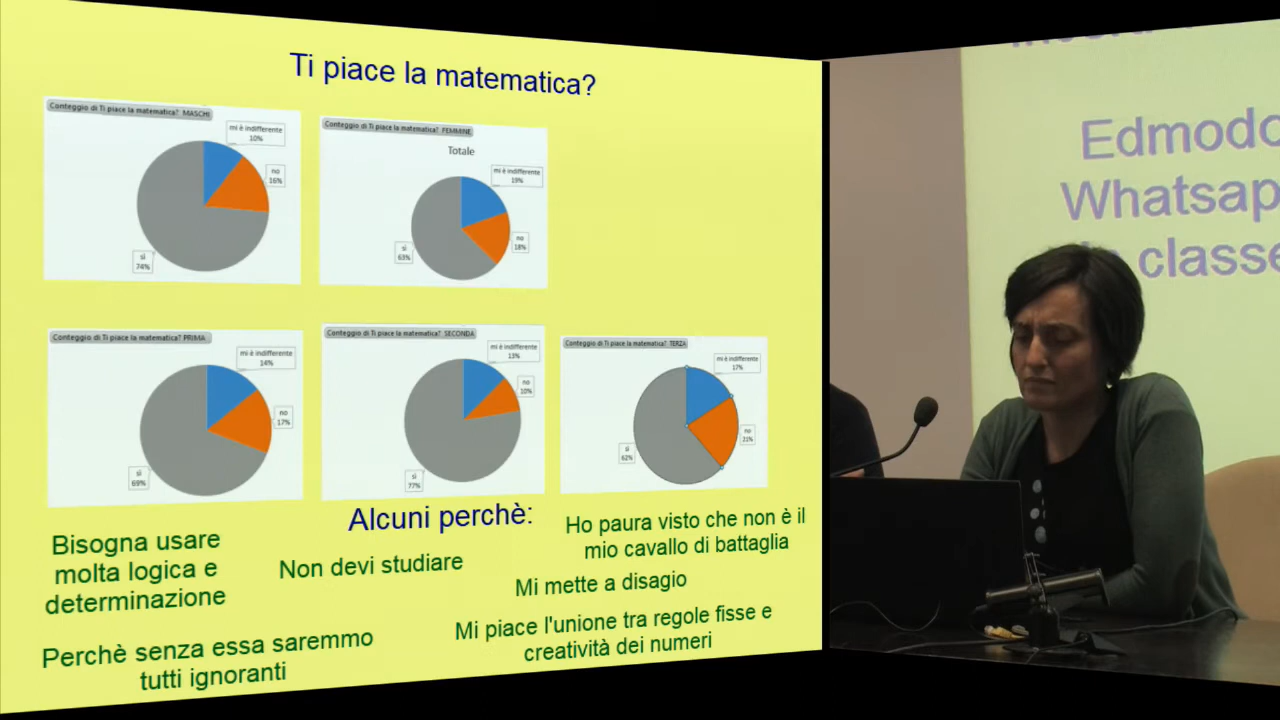 Ti piace la matematica?
Conteggio di Ti piace la matematica? MASCHI
mi è indifferente
10%
no
16%
sì
74%
Conteggio di Ti piace la matematica? FEMMINE
Totale
mi è indifferente
19%
no
18%
sì
63%
Conteggio di Ti piace la matematica? PRIMA
mi è indifferente
14%
no
17%
sì
69%
Conteggio di Ti piace la matematica? SECONDA
mi è indifferente
13%
no
10%
sì
77%
Conteggio di Ti piace la matematica? TERZA
mi è indifferente
17%
no
21%
sì
62%
Alcuni perchè:
Bisogna usare
molta logica e
determinazione
Non devi studiare
Ho paura visto che non è il
mio cavallo di battaglia
Mi mette a disagio
Perchè senza essa saremmo
tutti ignoranti
Mi piace l'unione tra regole fisse e
creatività dei numeri
Edmodo
Whatsap
classe